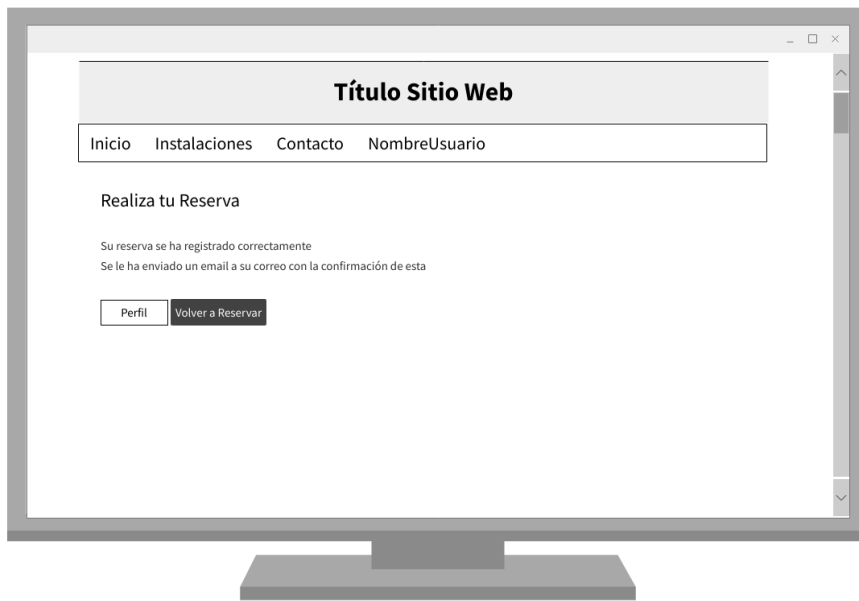 Título Sitio Web
Inicio Instalaciones Contacto NombreUsuario
Realiza tu Reserva
Su reserva se ha registrado correctamente
Se le ha enviado un email a su correo con la confirmación de esta
Perfil Volver a Reservar